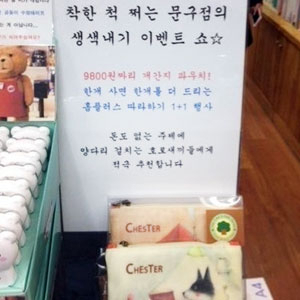 착한 척 쩌는 문구점의
생색내기 이벤트 쇼☆
9800원짜리 개간지 파우치!
한개 사면 한개를 더 드리는
홈플러스 따라하기 1+1 행사
돈도 없는 주제에
양다리 걸치는 호로새끼들에게
적극 추천합니다
CHESTER
CHESTER
A4